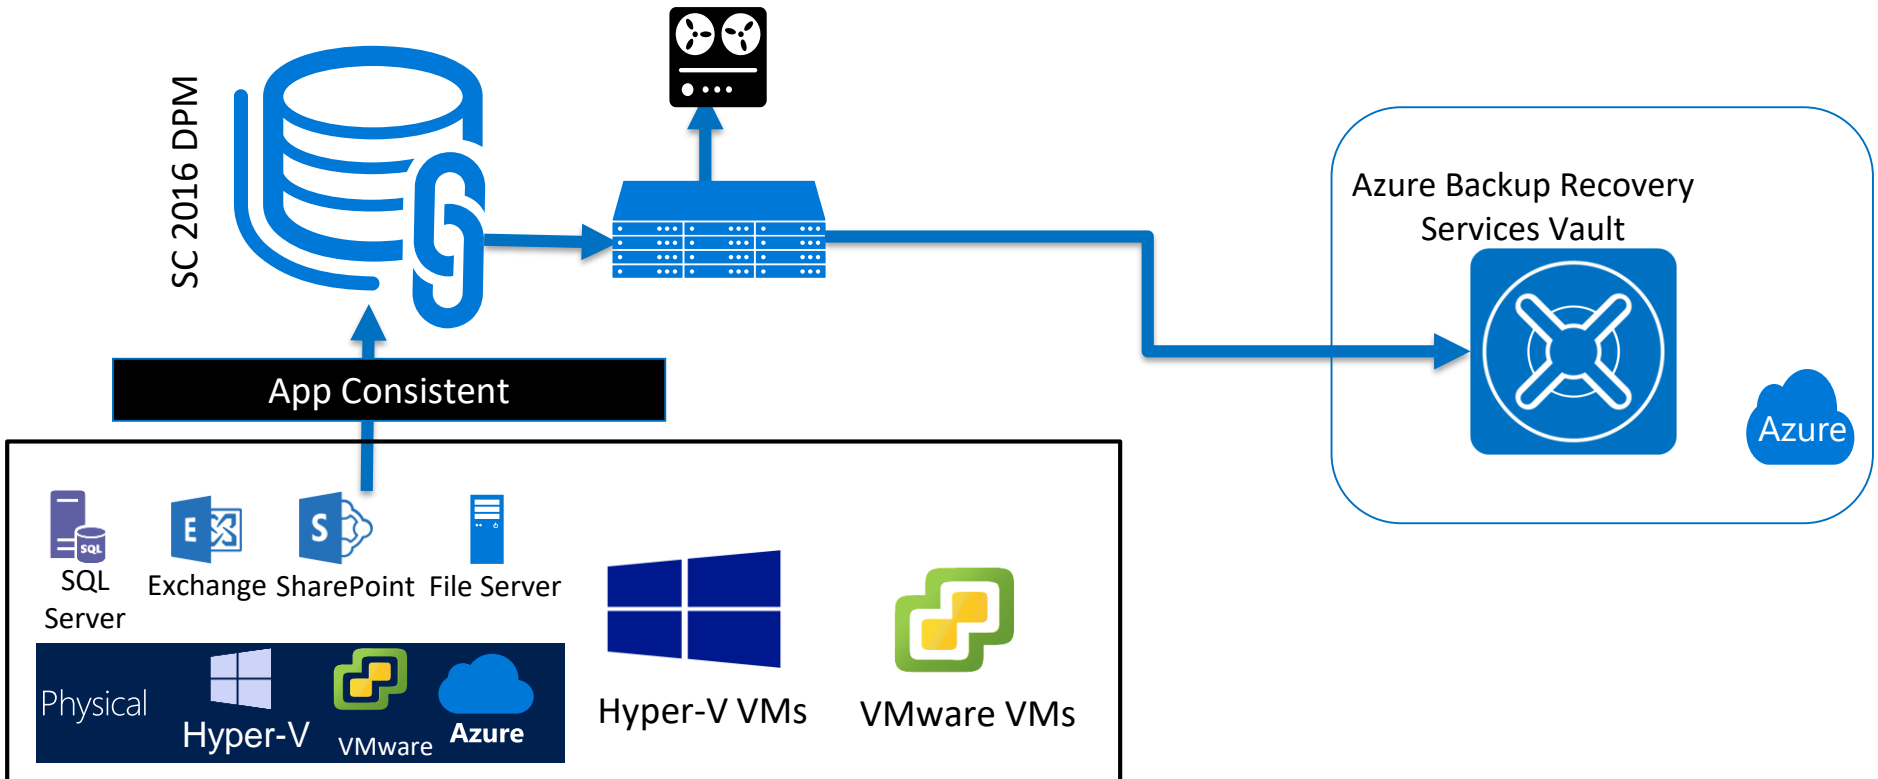 SC 2016 DPM
Azure Backup Recovery
Services Vault
Azure
App Consistent
SQL
E
S
SQL
Server
Exchange
SharePoint
File Server
Physical
Hyper-V
VMware
Azure
Hyper-V VMs
VMware VMs